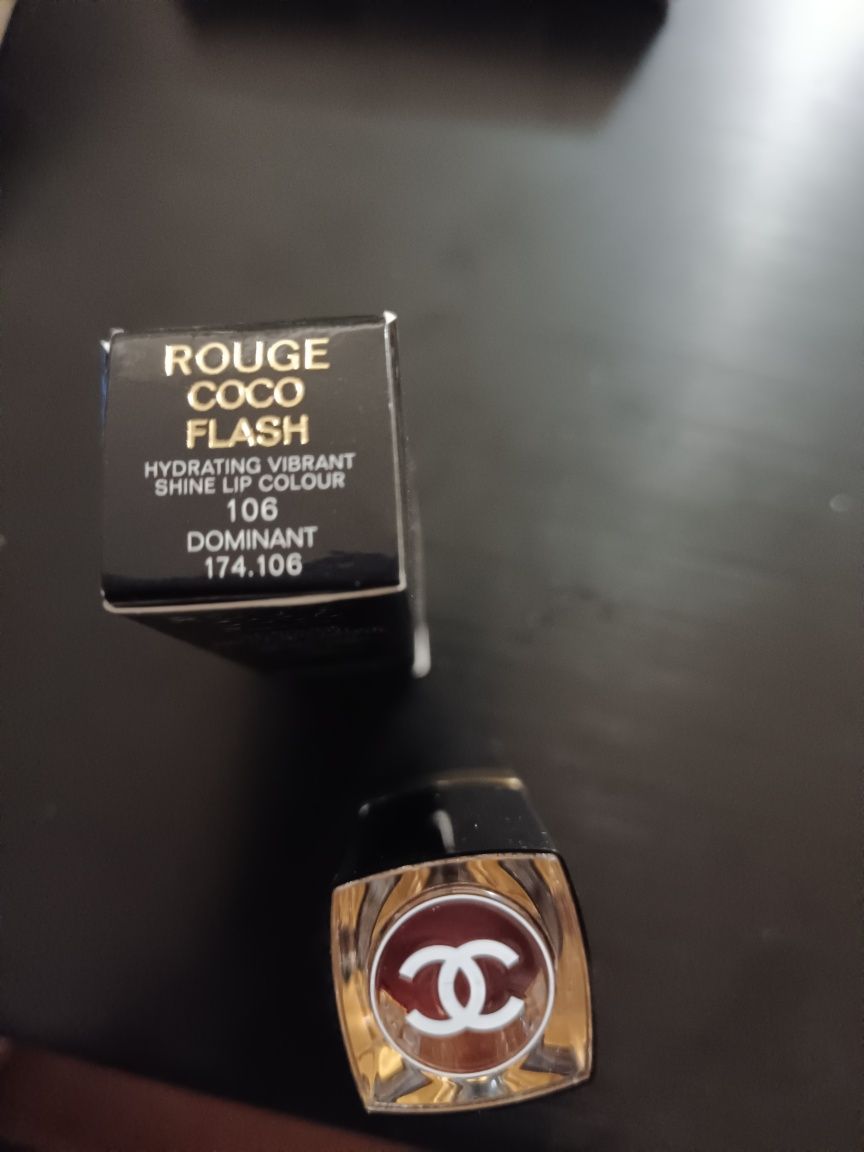 ROUGE
COCO
FLASH
HYDRATING VIBRANT
SHINE LIP COLOUR
106
DOMINANT
174.106